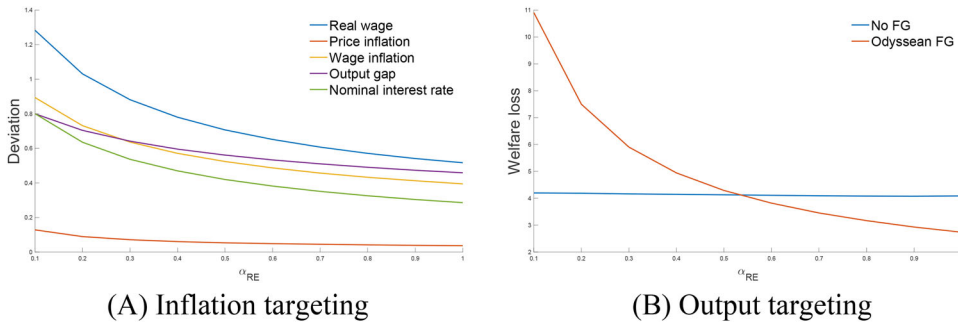 1.4
1.2
1
0.8
0.6
0.4
0.2
0
Deviation
0.1 0.2 0.3 0.4 0.5 0.6 0.7 0.8 0.9 1
αRE
Real wage
Price inflation
Wage inflation
Output gap
Nominal interest rate
(A) Inflation targeting
11
10
9
8
7
6
5
4
3
2
Welfare loss
0.1 0.2 0.3 0.4 0.5 0.6 0.7 0.8 0.9
αRE
No FG
Odyssean FG
(B) Output targeting